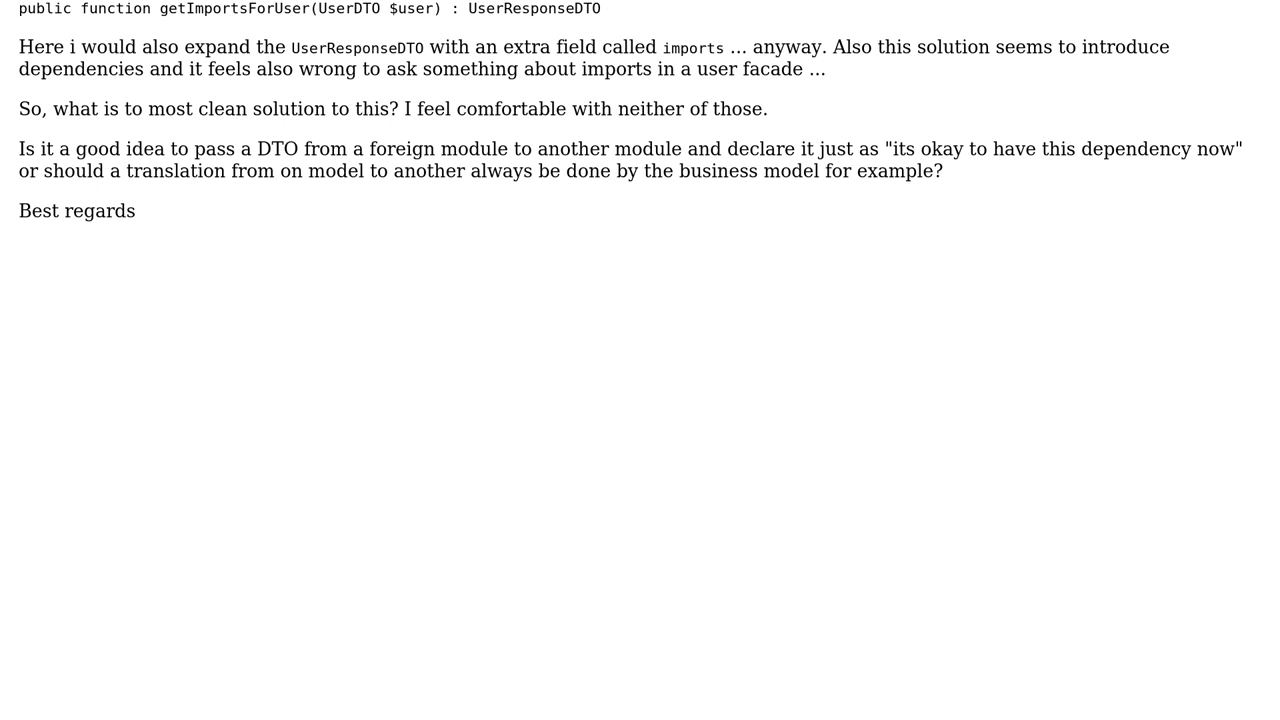 public function getImportsForUser(UserDTO $user) : UserResponseDTO
Here i would also expand the UserResponseDTO with an extra field called imports ... anyway. Also this solution seems to introduce
dependencies and it feels also wrong to ask something about imports in a user facade ...
So, what is to most clean solution to this? I feel comfortable with neither of those.
Is it a good idea to pass a DTO from a foreign module to another module and declare it just as "its okay to have this dependency now"
or should a translation from on model to another always be done by the business model for example?
Best regards